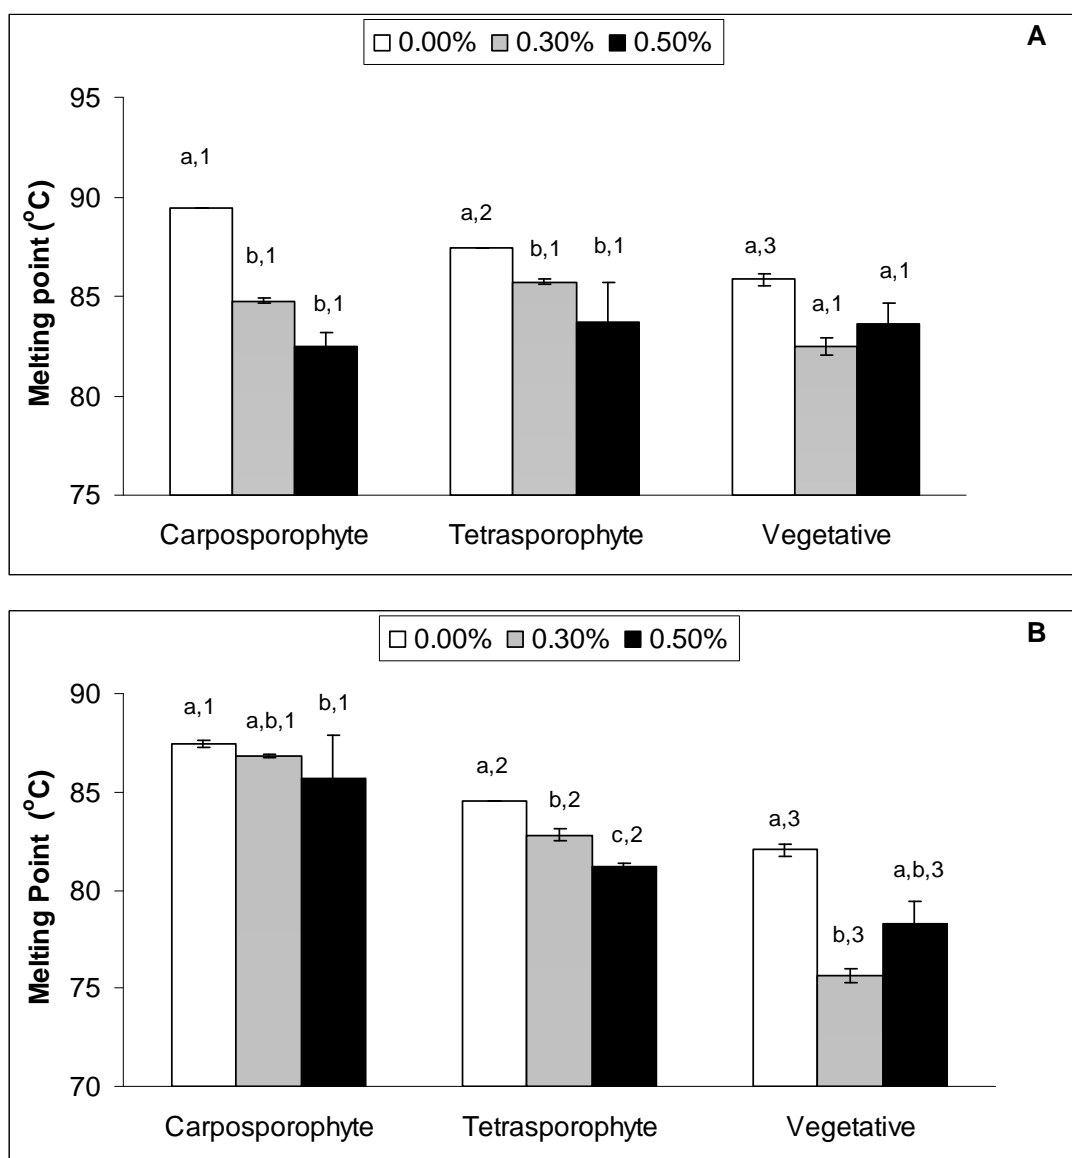 0.00% 0.30% 0.50%
A
Melting point (°C)
95
90
85
80
75
a,1
b,1
b,1
a,2
b,1
b,1
a,3
a,1
a,1
Carposporophyte Tetrasporophyte Vegetative
0.00% 0.30% 0.50%
B
Melting Point (°C)
90
85
80
75
70
a,1
a,b,1
b,1
a,2
b,2
c,2
a,3
b,3
a,b,3
Carposporophyte Tetrasporophyte Vegetative